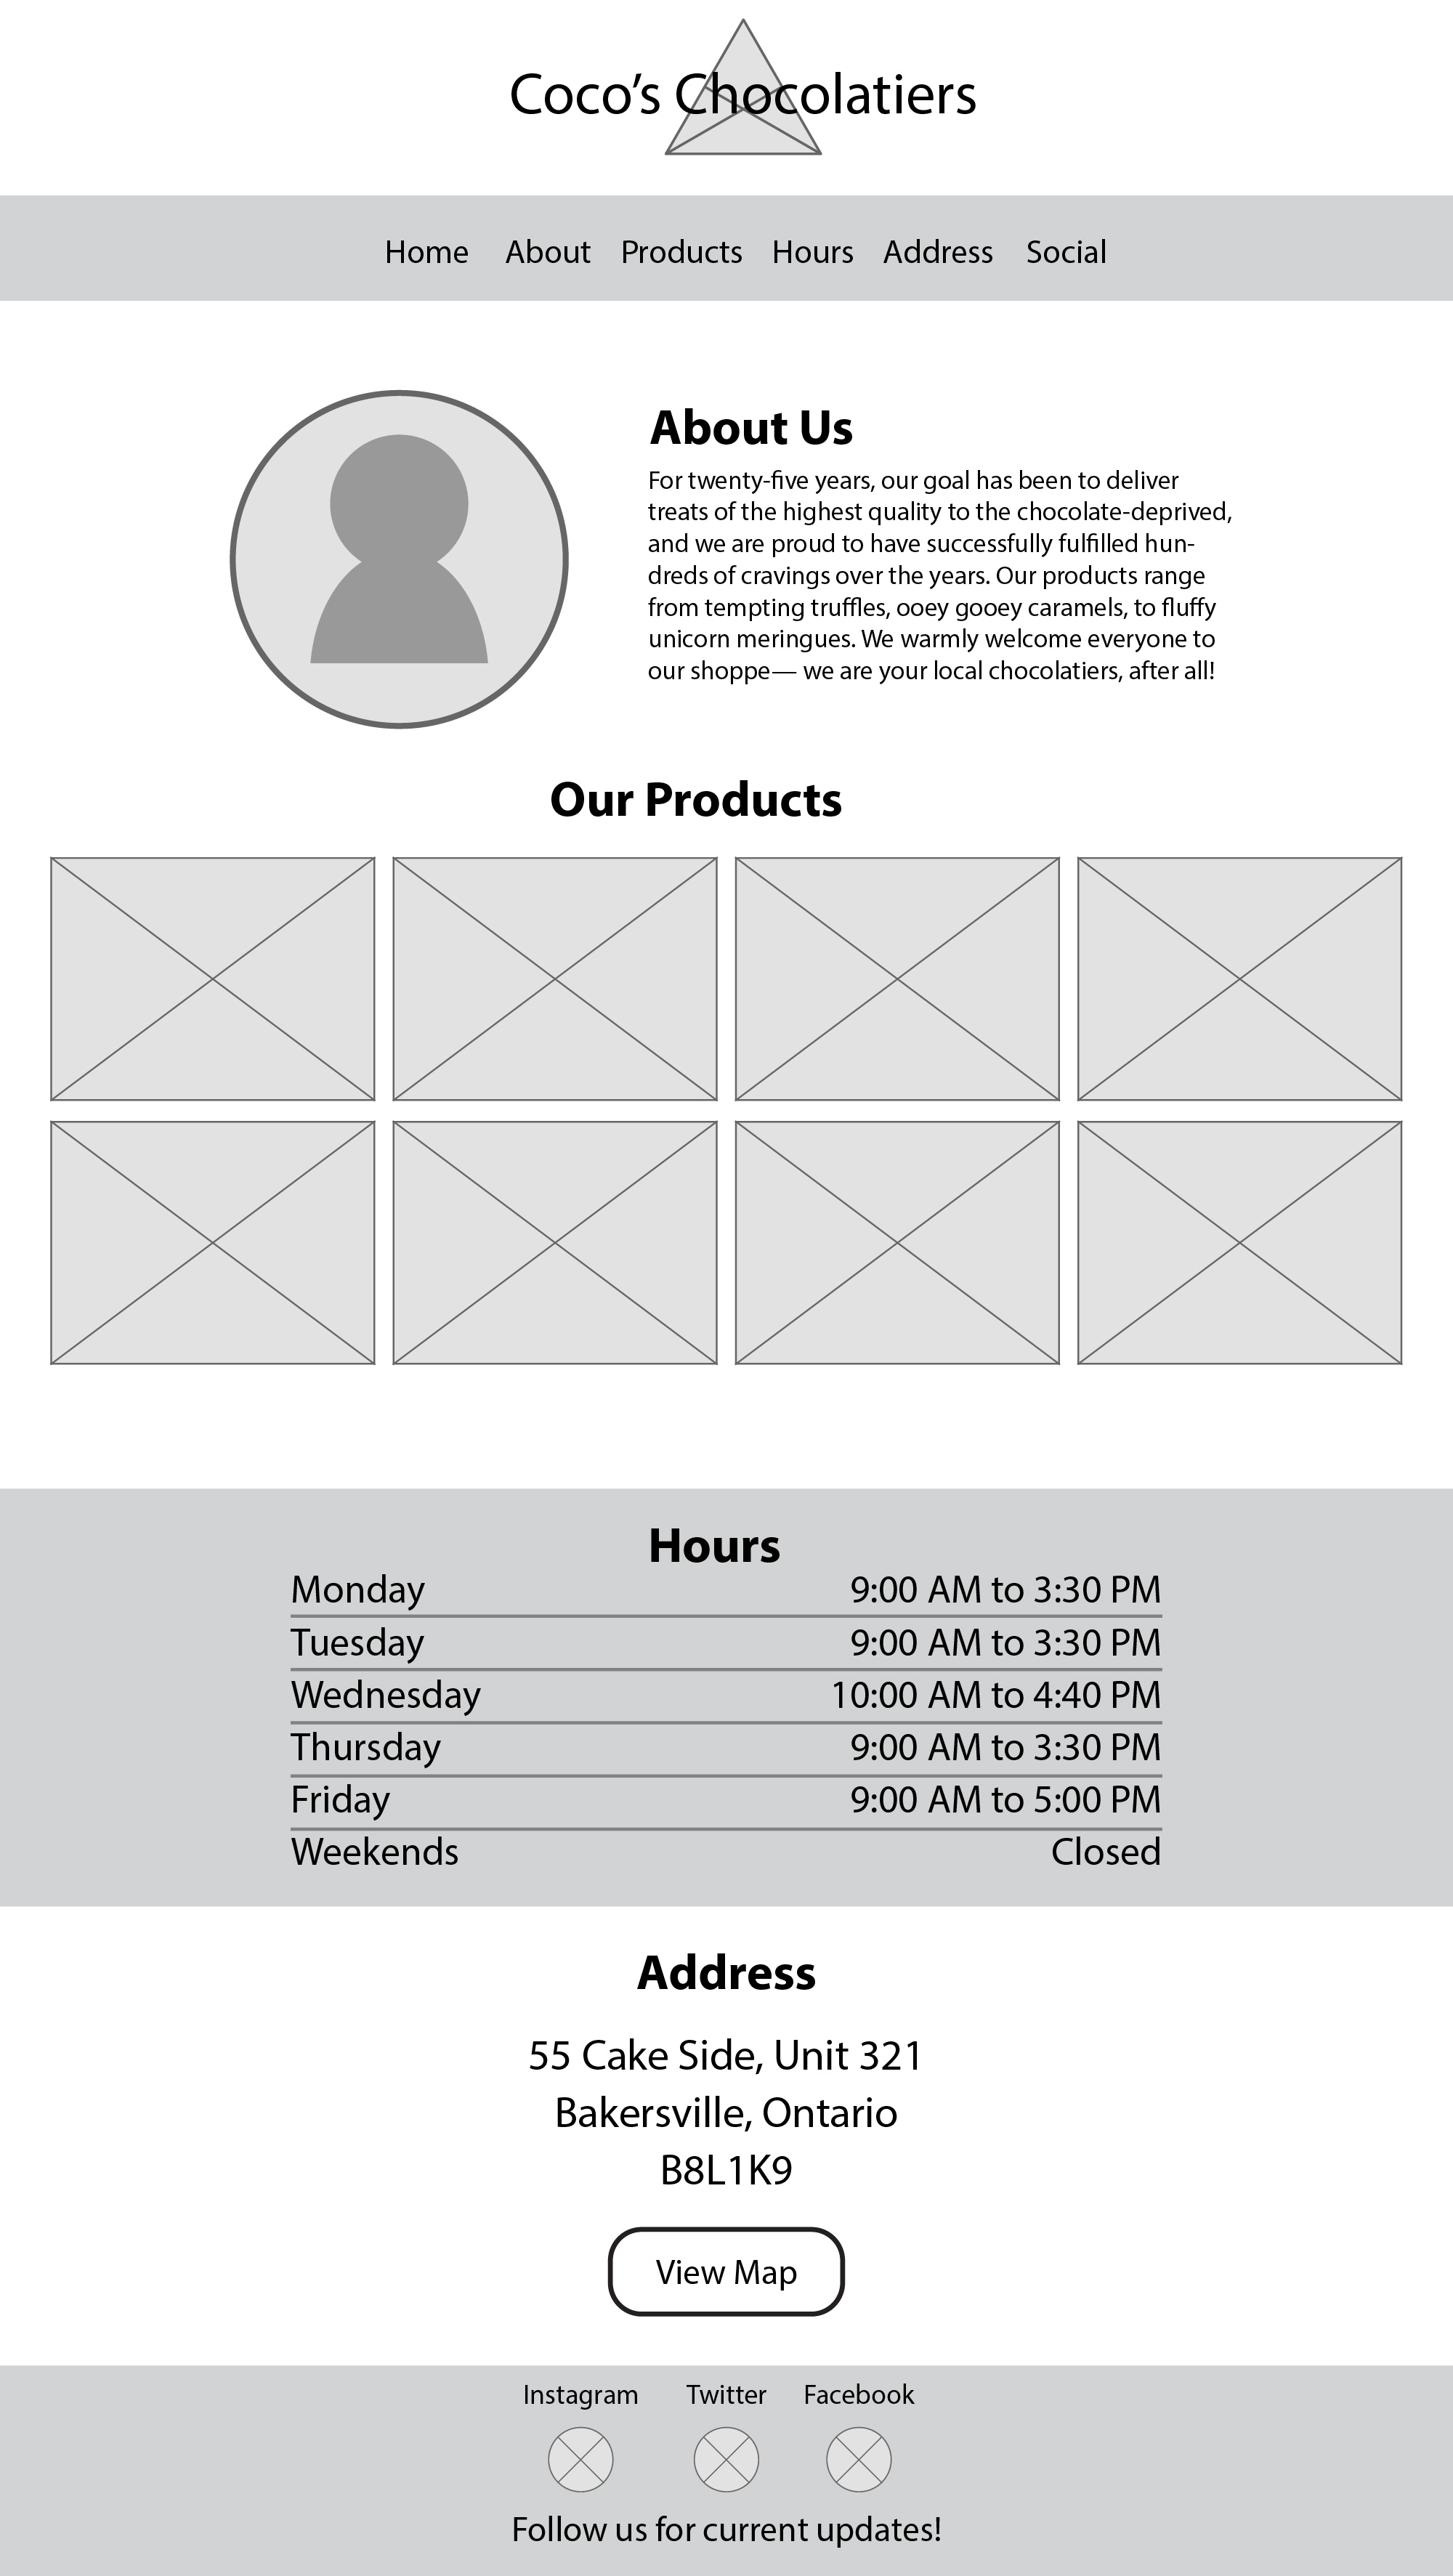 Coco’s Chocolatiers
Home About Products Hours Address Social
About Us
For twenty-five years, our goal has been to deliver
treats of the highest quality to the chocolate-deprived,
and we are proud to have successfully fulfilled hun-
dreds of cravings over the years. Our products range
from tempting truffles, ooey gooey caramels, to fluffy
unicorn meringues. We warmly welcome everyone to
our shoppe— we are your local chocolatiers, after all!
Our Products
Hours
Monday 9:00 AM to 3:30 PM
Tuesday 9:00 AM to 3:30 PM
Wednesday 10:00 AM to 4:40 PM
Thursday 9:00 AM to 3:30 PM
Friday 9:00 AM to 5:00 PM
Weekends Closed
Address
55 Cake Side, Unit 321
Bakersville, Ontario
B8L1K9
View Map
Instagram Twitter Facebook
Follow us for current updates!